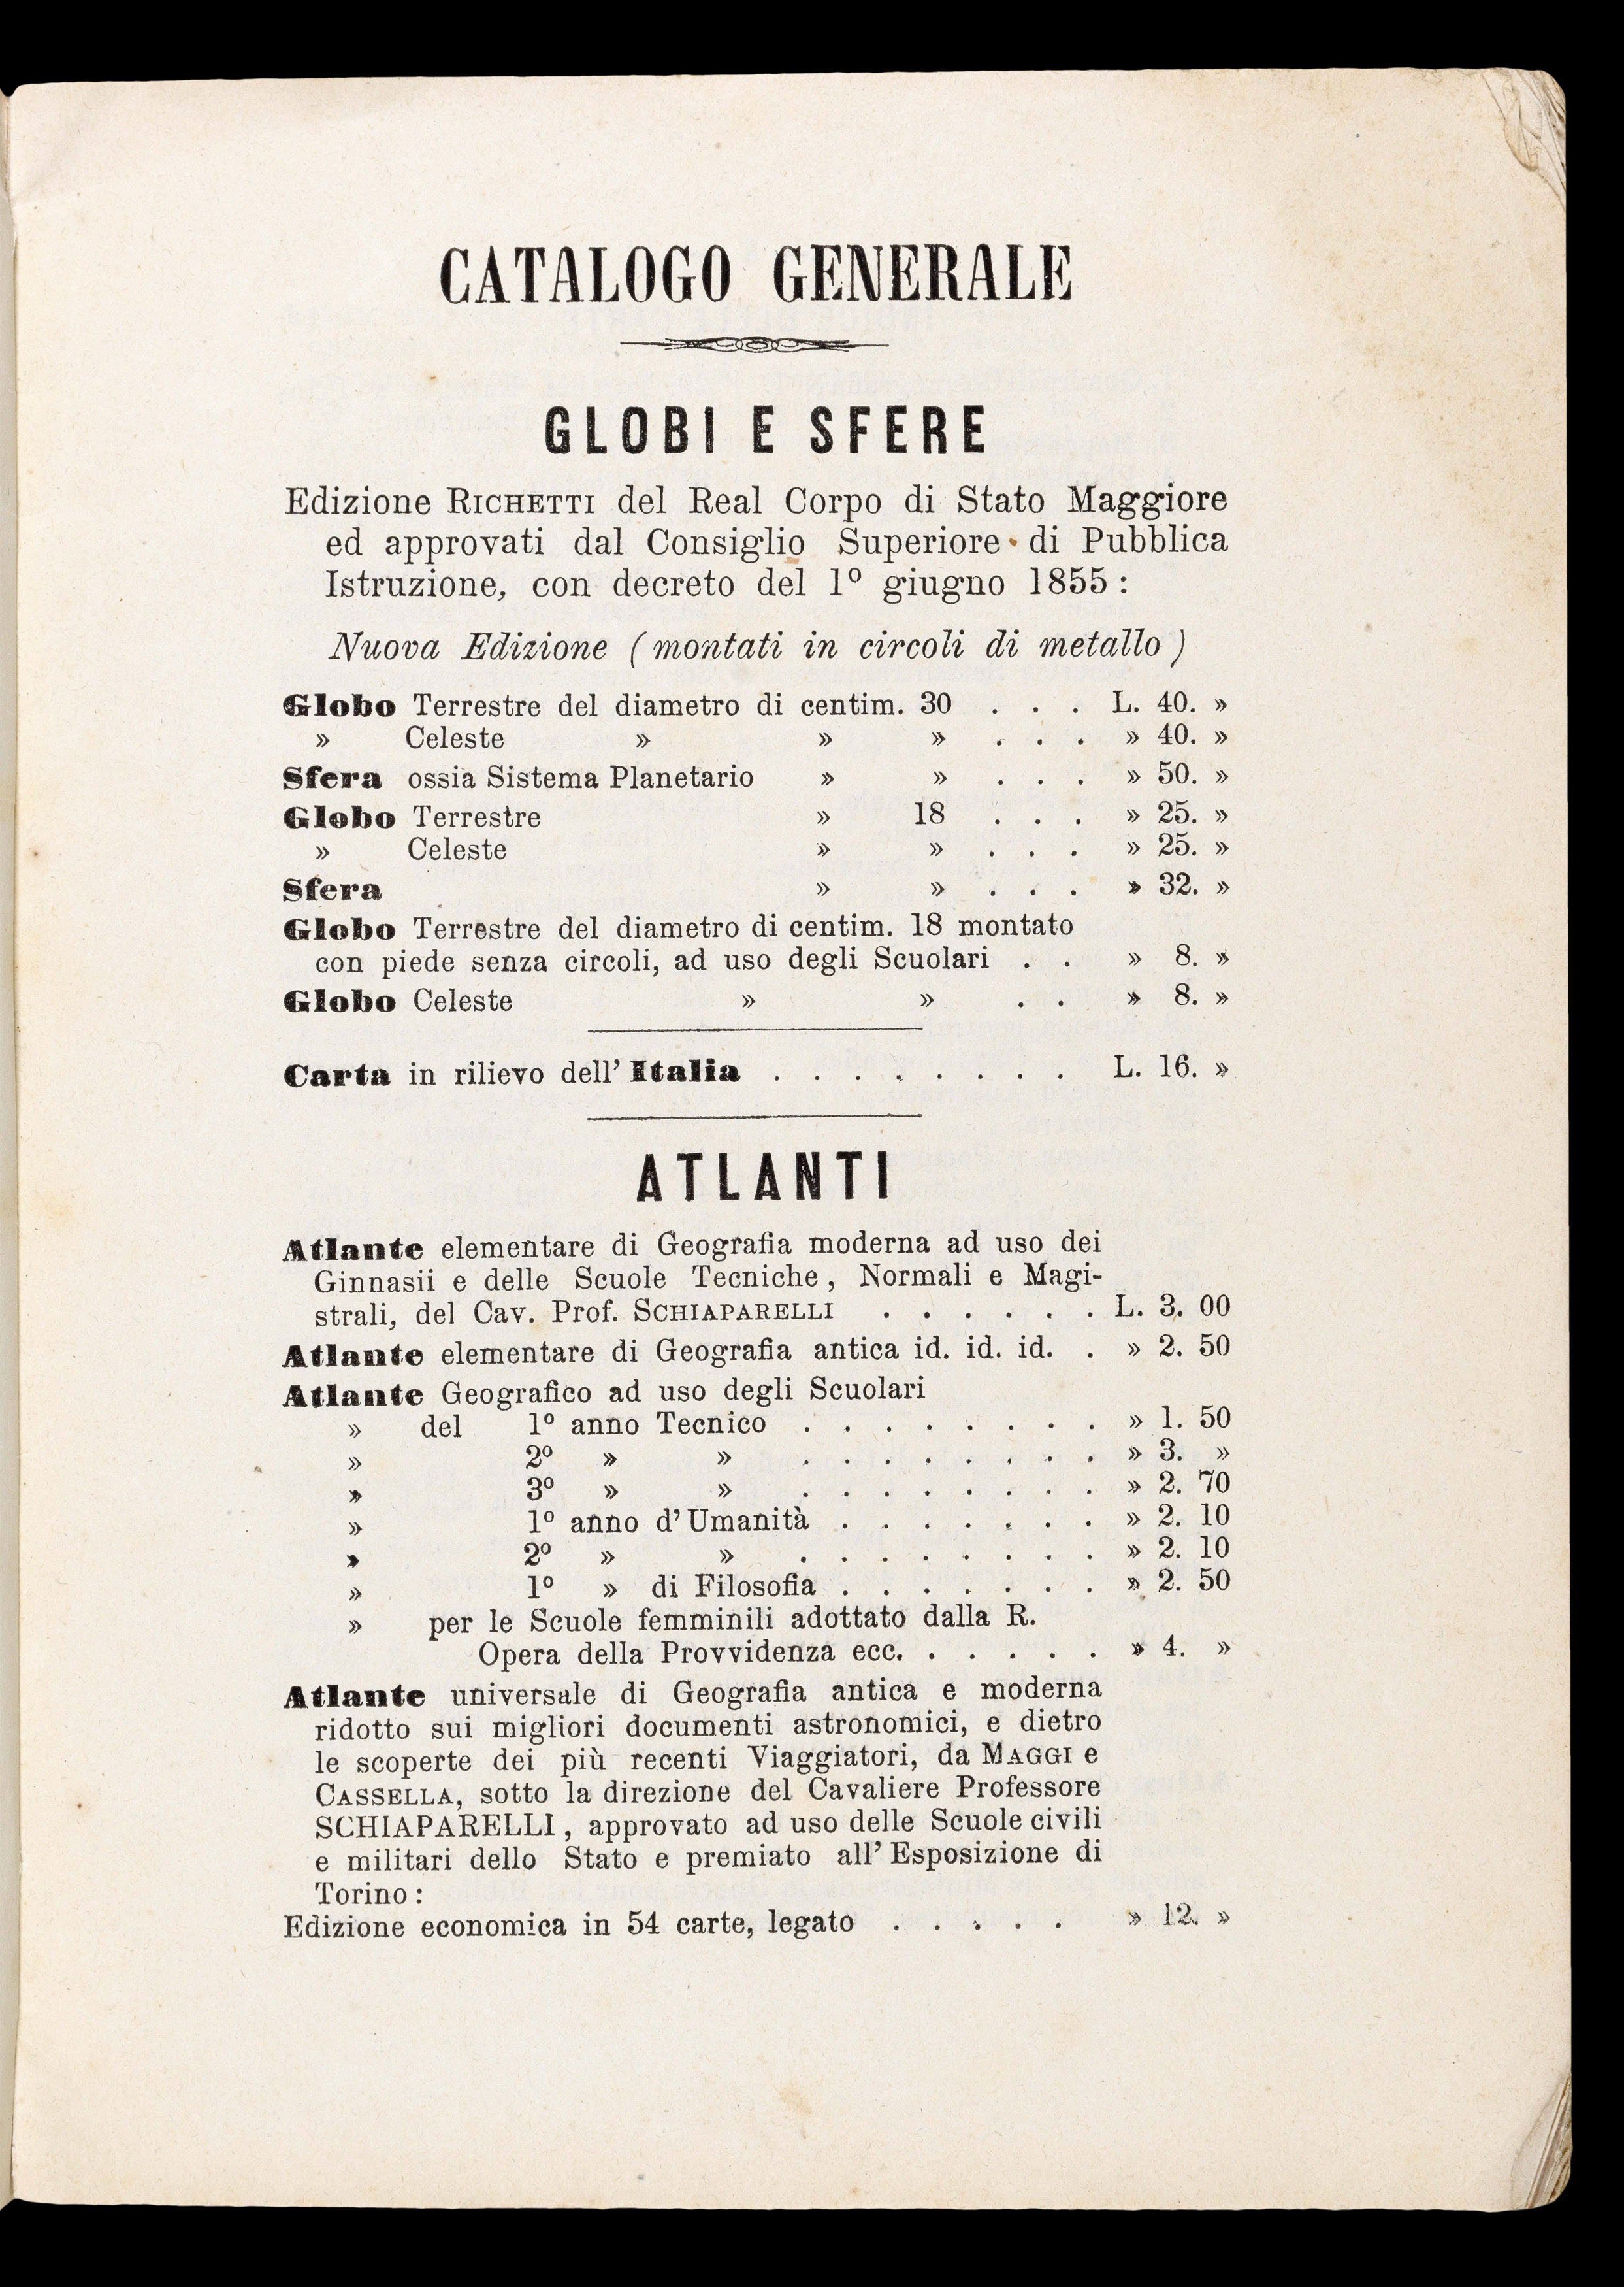 CATALOGO GENERALE
GLOBI E SFERE
Edizione RICHETTI del Real Corpo di Stato Maggiore
ed approvati dal Consiglio Superiore di Pubblica
Istruzione, con decreto del 1º giugno 1855 :
Nuova Edizione ( montati in circoli di metallo )
Globo Terrestre del diametro di centim. 30 . . . L. 40. »
» Celeste » » » . . . » 40. »
Sfera ossia Sistema Planetario » » . . . » 50. »
Globo Terrestre » 18 . . . » 25. »
» Celeste » » . . . » 25. »
Sfera » » . . . » 32. »
Globo Terrestre del diametro di centim. 18 montato
con piede senza circoli, ad uso degli Scuolari . . » 8. »
Globo Celeste » » . . » 8. »
Carta in rilievo dell' Italia . . . . . . . . L. 16. »
ATLANTI
Atlante elementare di Geografia moderna ad uso dei
Ginnasii e delle Scuole Tecniche , Normali e Magi-
strali, del Cav. Prof. SCHIAPARELLI . . . . . . L. 3. 00
Atlante elementare di Geografia antica id. id. id. . » 2. 50
Atlante Geografico ad uso degli Scuolari
» del 1º anno Tecnico . . . . . . . . » 1. 50
» 2º » » . . . . . . . . » 3. »
» 3º » » . . . . . . . . » 2. 70
» 1º anno d' Umanità . . . . . . . » 2. 10
» 2º » » . . . . . . . . » 2. 10
» 1º » di Filosofia . . . . . . . » 2. 50
» per le Scuole femminili adottato dalla R.
Opera della Provvidenza ecc. . . . . . » 4. »
Atlante universale di Geografia antica e moderna
ridotto sui migliori documenti astronomici, e dietro
le scoperte dei più recenti Viaggiatori, da MAGGI e
CASSELLA, sotto la direzione del Cavaliere Professore
SCHIAPARELLI , approvato ad uso delle Scuole civili
e militari dello Stato e premiato all' Esposizione di
Torino :
Edizione economica in 54 carte, legato . . . . . » 12. »